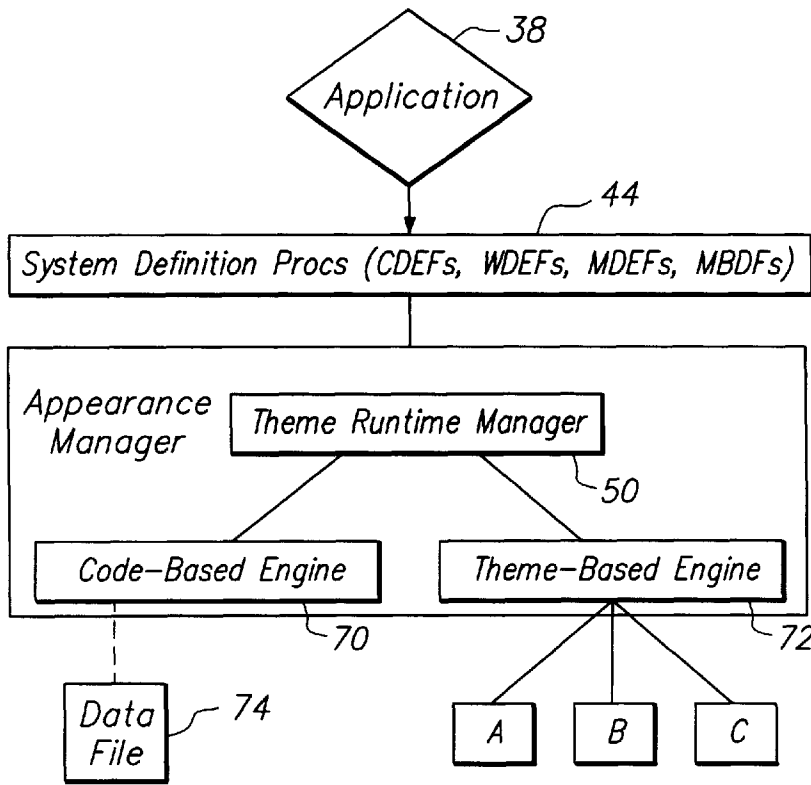 38
Application
44
System Definition Procs (CDEFs, WDEFs, MDEFs, MBDFs)
Appearance
Manager
Theme Runtime Manager
50
Code-Based Engine
Theme-Based Engine
70
72
Data
File
74
A
B
C